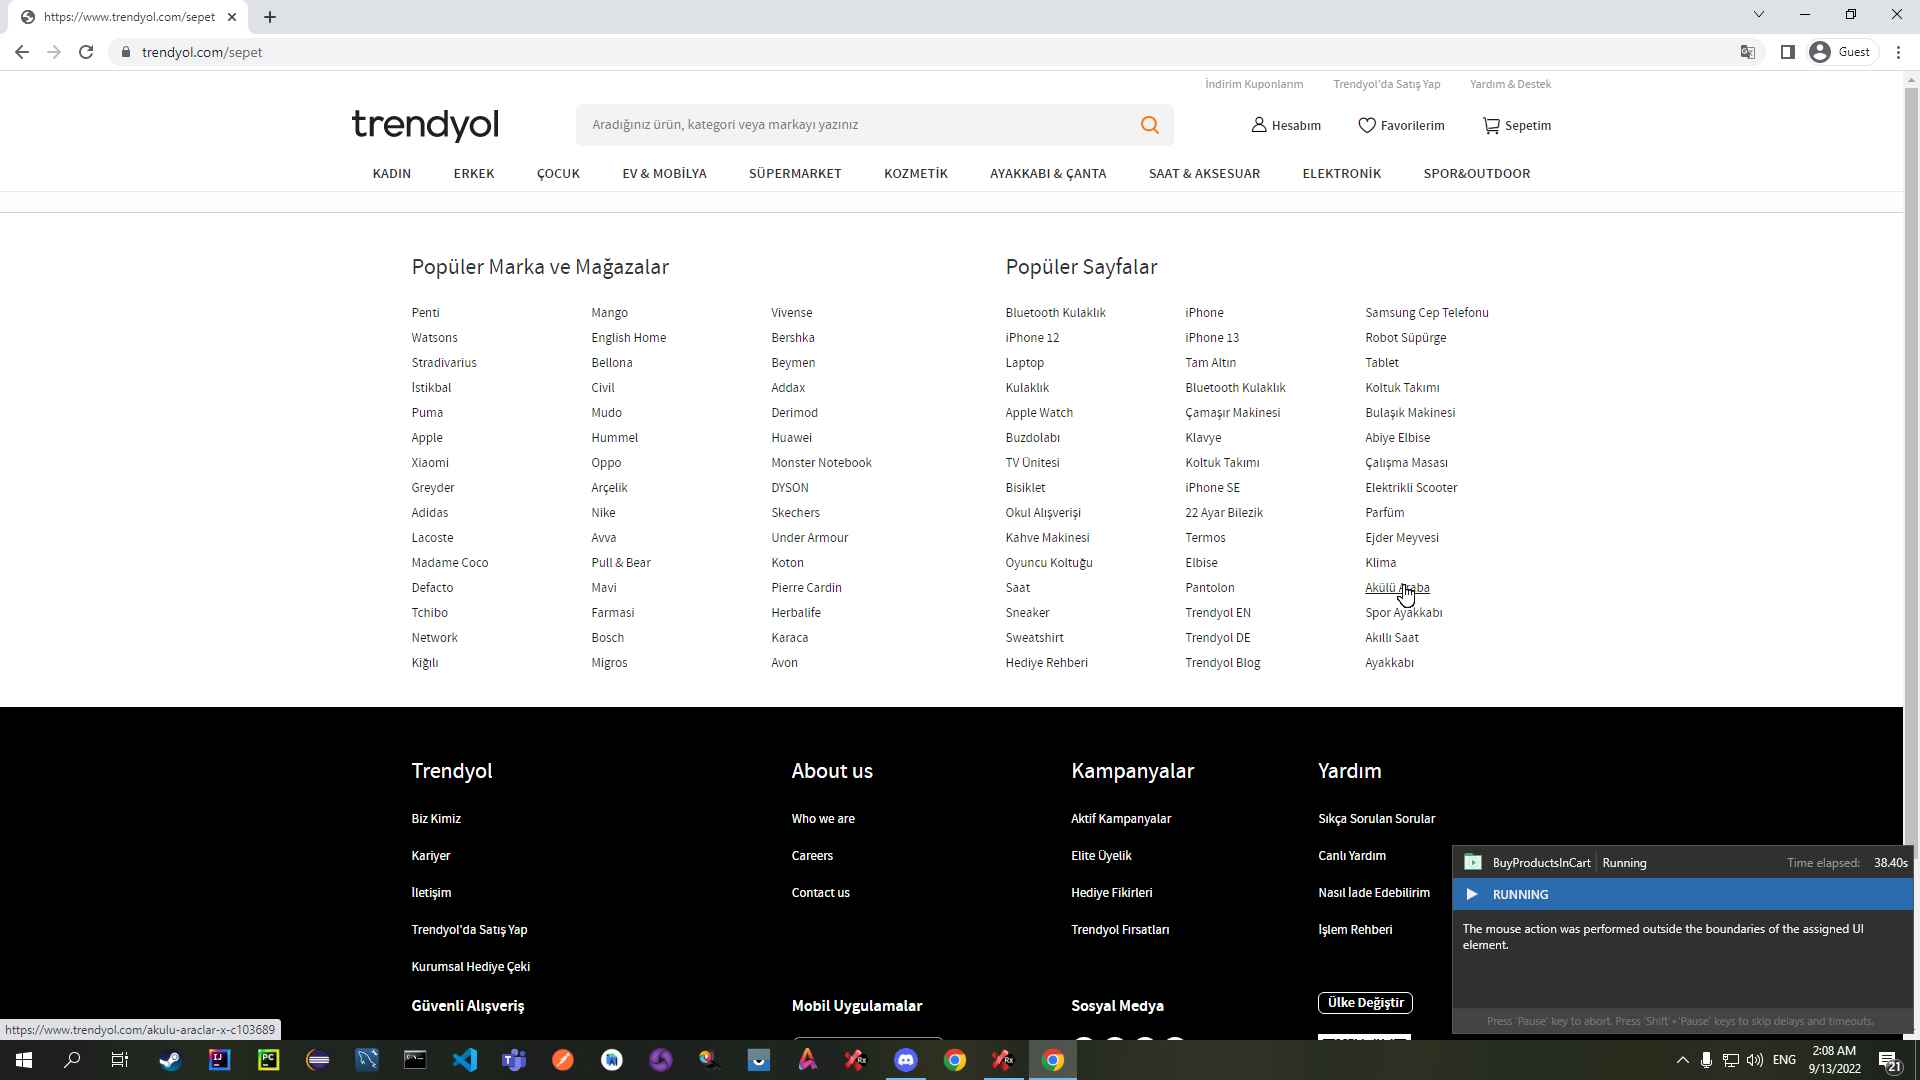 https://www.trendyol.com/sepet
trendyol.com/sepet
Guest
İndirim Kuponlarım
Trendyol'da Satış Yap
Yardım & Destek
trendyol
Aradığınız ürün, kategori veya markayı yazınız
Hesabım
Favorilerim
Sepetim
KADIN
ERKEK
ÇOCUK
EV & MOBİLYA
SÜPERMARKET
KOZMETİK
AYAKKABI & ÇANTA
SAAT & AKSESUAR
ELEKTRONİK
SPOR&OUTDOOR
Popüler Marka ve Mağazalar
Penti
Watsons
Stradivarius
İstikbal
Puma
Apple
Xiaomi
Greyder
Adidas
Lacoste
Madame Coco
Defacto
Tchibo
Network
Kiğılı
Mango
English Home
Bellona
Civil
Mudo
Hummel
Oppo
Arçelik
Nike
Avva
Pull & Bear
Mavi
Farmasi
Bosch
Migros
Vivense
Bershka
Beymen
Addax
Derimod
Huawei
Monster Notebook
DYSON
Skechers
Under Armour
Koton
Pierre Cardin
Herbalife
Karaca
Avon
Popüler Sayfalar
Bluetooth Kulaklık
iPhone 12
Laptop
Kulaklık
Apple Watch
Buzdolabı
TV Ünitesi
Bisiklet
Okul Alışverişi
Kahve Makinesi
Oyuncu Koltuğu
Saat
Sneaker
Sweatshirt
Hediye Rehberi
iPhone
iPhone 13
Tam Altın
Bluetooth Kulaklık
Çamaşır Makinesi
Klavye
Koltuk Takımı
iPhone SE
22 Ayar Bilezik
Termos
Elbise
Pantolon
Trendyol EN
Trendyol DE
Trendyol Blog
Samsung Cep Telefonu
Robot Süpürge
Tablet
Koltuk Takımı
Bulaşık Makinesi
Abiye Elbise
Çalışma Masası
Elektrikli Scooter
Parfüm
Ejder Meyvesi
Klima
Akülü Araba
Spor Ayakkabı
Akıllı Saat
Ayakkabı
Trendyol
Biz Kimiz
Kariyer
İletişim
Trendyol'da Satış Yap
Kurumsal Hediye Çeki
About us
Who we are
Careers
Contact us
Kampanyalar
Aktif Kampanyalar
Elite Üyelik
Hediye Fikirleri
Trendyol Fırsatları
Yardım
Sıkça Sorulan Sorular
Canlı Yardım
Nasıl İade Edebilirim
İşlem Rehberi
Güvenli Alışveriş
Mobil Uygulamalar
Sosyal Medya
Ülke Değiştir
BuyProductsInCart
Running
Time elapsed: 38.40s
RUNNING
The mouse action was performed outside the boundaries of the assigned UI
element.
Press 'Pause' key to abort. Press 'Shift' + 'Pause' keys to skip delays and timeouts.
https://www.trendyol.com/akulu-araclar-x-c103689
ENG
2:08 AM
9/13/2022
21